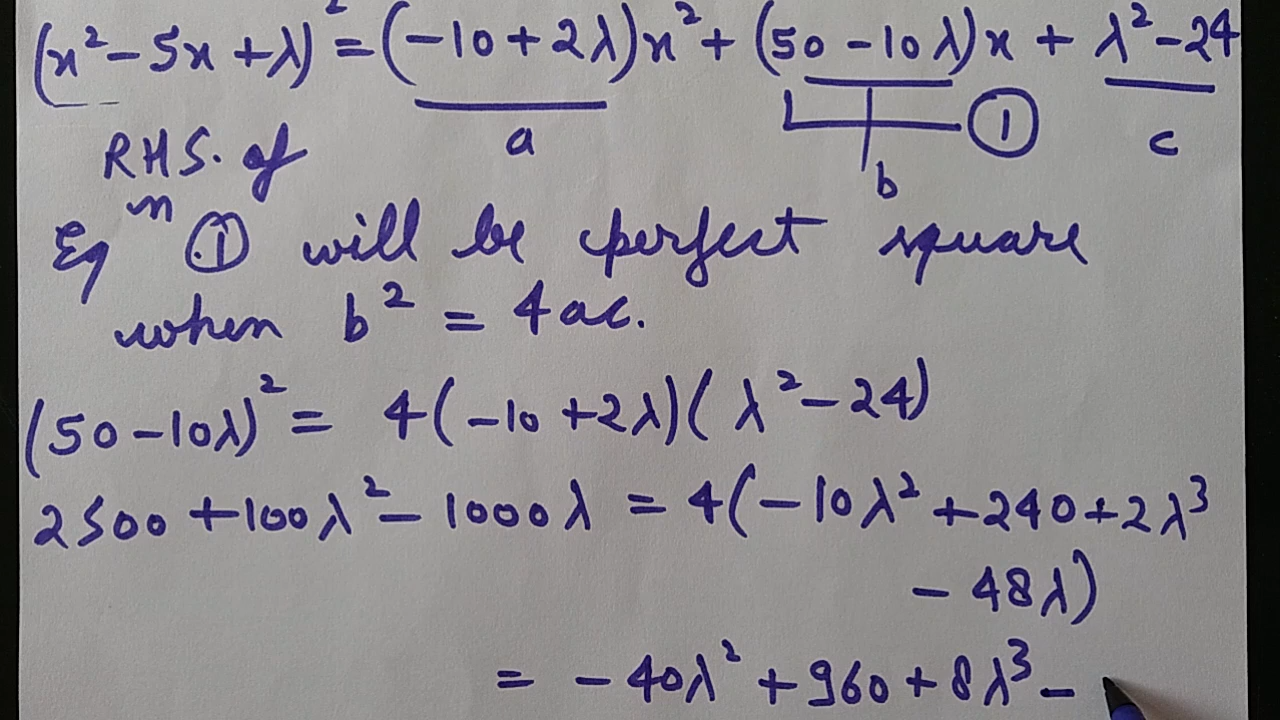 (x²-5x+λ)² = (-10+2λ)x² + (50-10λ)x + λ²-24
a b ① c
RHS. of
Eqⁿ ① will be perfect square
when b² = 4ac.
(50-10λ)² = 4(-10+2λ)(λ²-24)
2500+100λ²-1000λ = 4(-10λ²+240+2λ³
-48λ)
= -40λ²+960+8λ³-